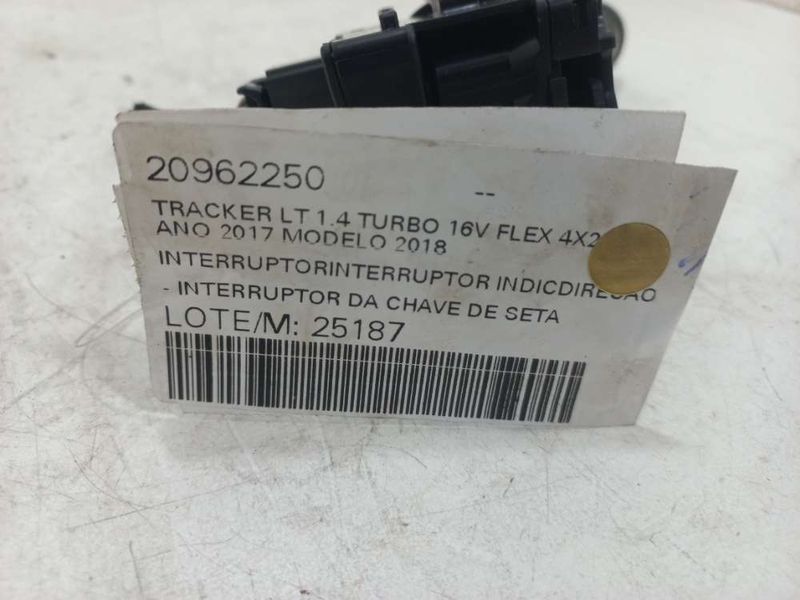 20962250
--
TRACKER LT 1.4 TURBO 16V FLEX 4X2
ANO 2017 MODELO 2018
INTERRUPTORINTERRUPTOR INDICDIRECAO
- INTERRUPTOR DA CHAVE DE SETA
LOTE/M: 25187